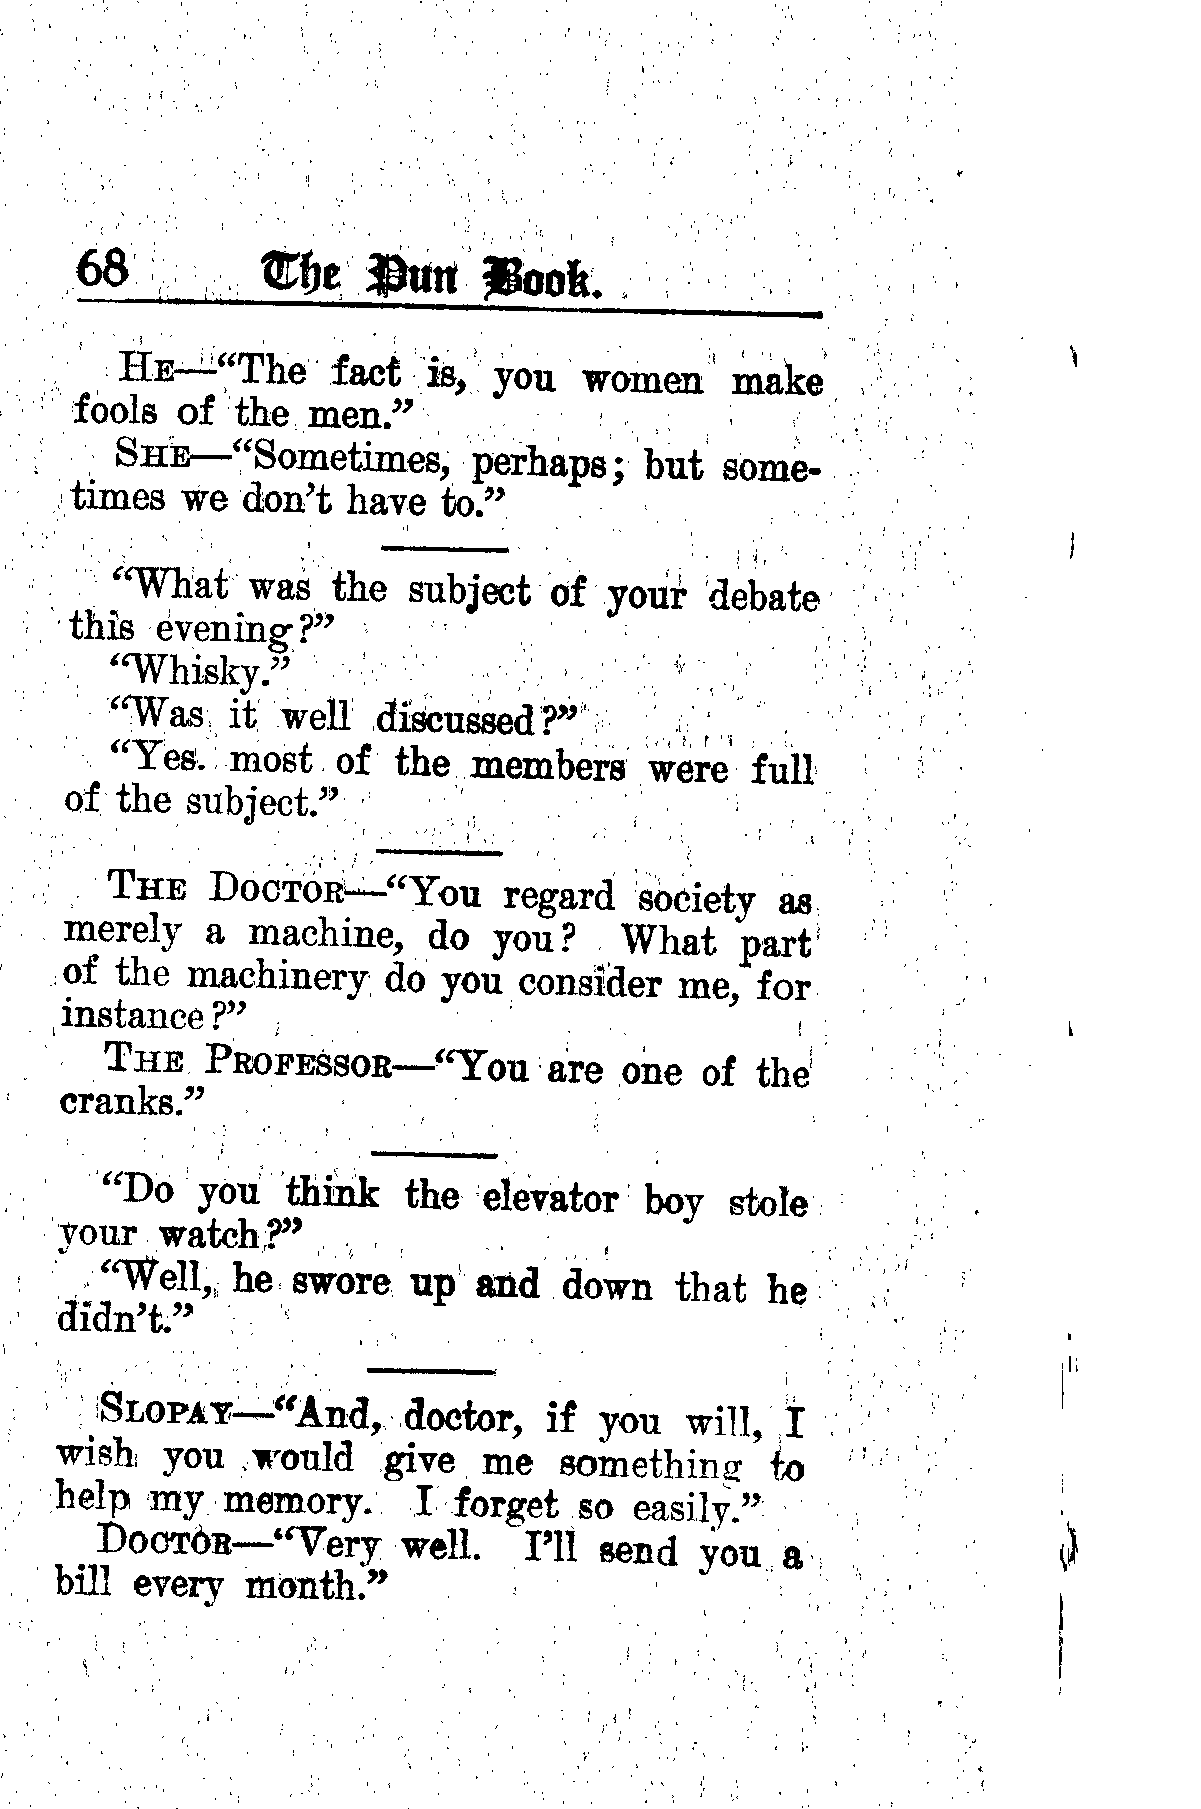 68 The Pun Book.
HE—“The fact is, you women make
fools of the men.”
SHE—“Sometimes, perhaps; but some-
times we don’t have to.”
“What was the subject of your debate
this evening?”
“Whisky.”
“Was it well discussed?”
“Yes. most of the members were full
of the subject.”
THE DOCTOR—“You regard society as
merely a machine, do you? What part
of the machinery do you consider me, for
instance?”
THE PROFESSOR—“You are one of the
cranks.”
“Do you think the elevator boy stole
your watch?”
“Well, he swore up and down that he
didn’t.”
SLOPAY—“And, doctor, if you will, I
wish you would give me something to
help my memory. I forget so easily.”
DOCTOR—“Very well. I’ll send you a
bill every month.”